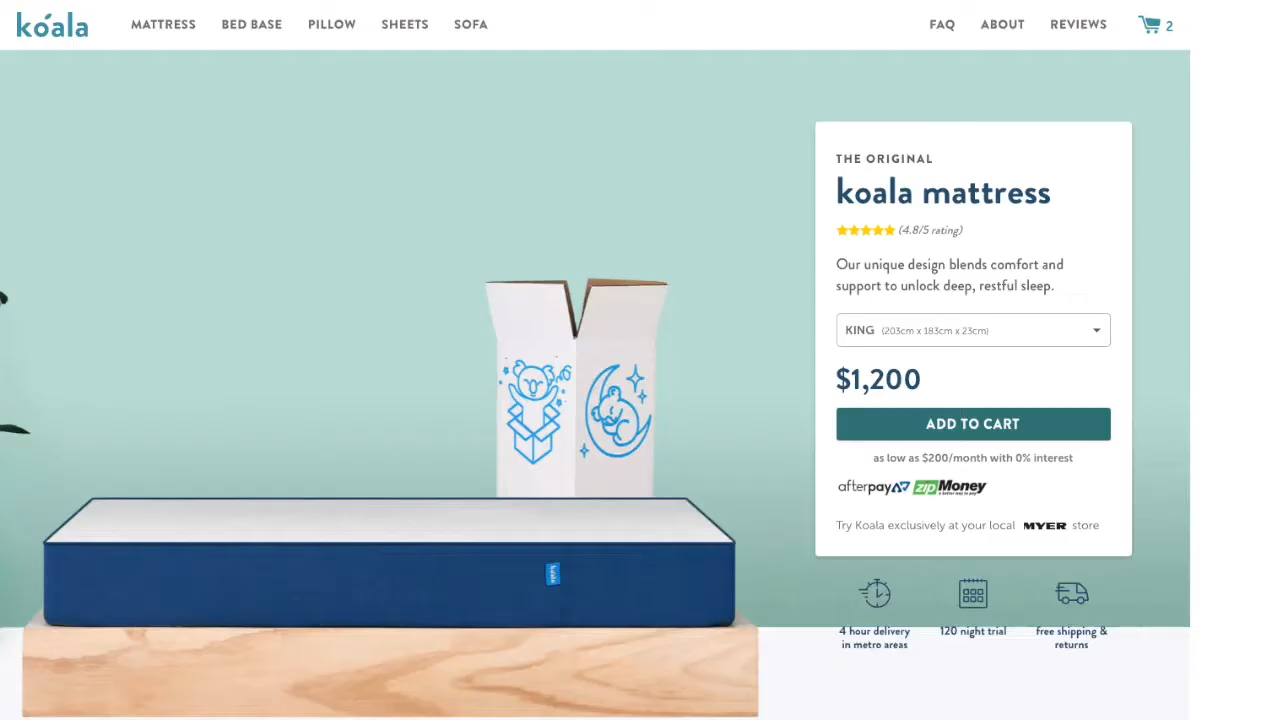 koala MATTRESS BED BASE PILLOW SHEETS SOFA FAQ ABOUT REVIEWS 2
THE ORIGINAL
koala mattress
(4.8/5 rating)
Our unique design blends comfort and
support to unlock deep, restful sleep.
KING (203cm x 183cm x 23cm)
$1,200
ADD TO CART
as low as $200/month with 0% interest
afterpay zipMoney
Try Koala exclusively at your local MYER store
koala
4 hour delivery
in metro areas
120 night trial
free shipping &
returns